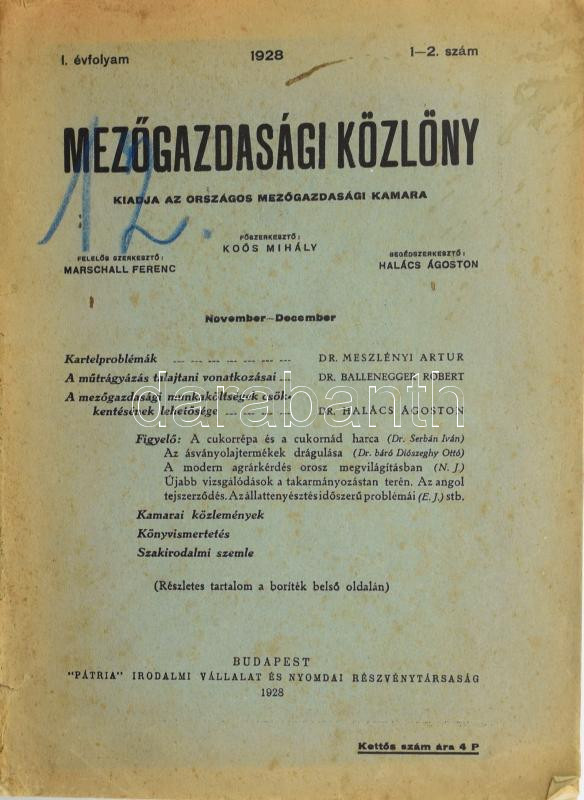 I. évfolyam 1928 1—2. szám
MEZŐGAZDASÁGI KÖZLÖNY
12.
KIADJA AZ ORSZÁGOS MEZŐGAZDASÁGI KAMARA
FŐSZERKESZTŐ:
KOÓS MIHÁLY
FELELŐS SZERKESZTŐ:
MARSCHALL FERENC
SEGÉDSZERKESZTŐ:
HALÁCS ÁGOSTON
November—December
Kartelproblémák --- --- --- --- --- --- --- DR. MESZLÉNYI ARTUR
A műtrágyázás talajtani vonatkozásai --- DR. BALLENEGGER RÓBERT
A mezőgazdasági munkaköltségek csök-
kentésének lehetősége --- --- --- --- DR. HALÁCS ÁGOSTON
Figyelő: A cukorrépa és a cukornád harca (Dr. Serbán Iván)
Az ásványolajtermékek drágulása (Dr. báró Diószeghy Ottó)
A modern agrárkérdés orosz megvilágításban (N. J.)
Újabb vizsgálódások a takarmányozástan terén. Az angol
tejszerződés. Az állattenyésztés időszerű problémái (E. J.) stb.
Kamarai közlemények
Könyvismertetés
Szakirodalmi szemle
(Részletes tartalom a boríték belső oldalán)
BUDAPEST
"PÁTRIA" IRODALMI VÁLLALAT ÉS NYOMDAI RÉSZVÉNYTÁRSASÁG
1928
Kettős szám ára 4 P
darabanth